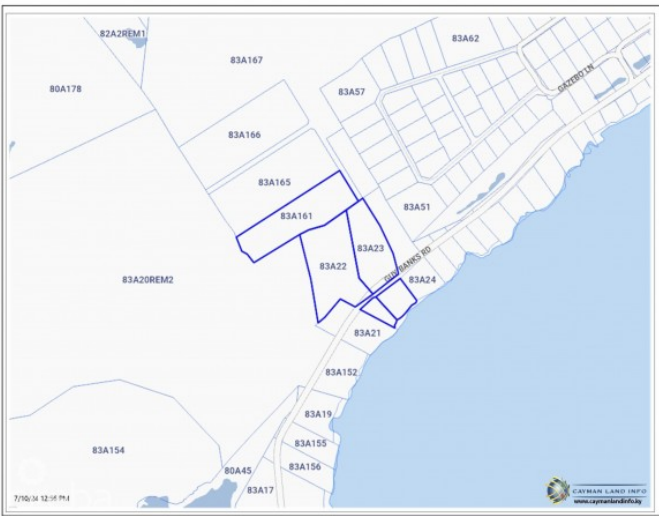 82A2REM1
83A62
83A167
80A178
83A57
GAZEBO LN
83A166
83A165
83A161
83A51
83A23
83A22
83A20REM2
GUY BANKS RD
83A24
83A21
83A152
83A19
83A154
83A155
80A45
83A156
83A17
CAYMAN LAND INFO
www.caymanlandinfo.ky